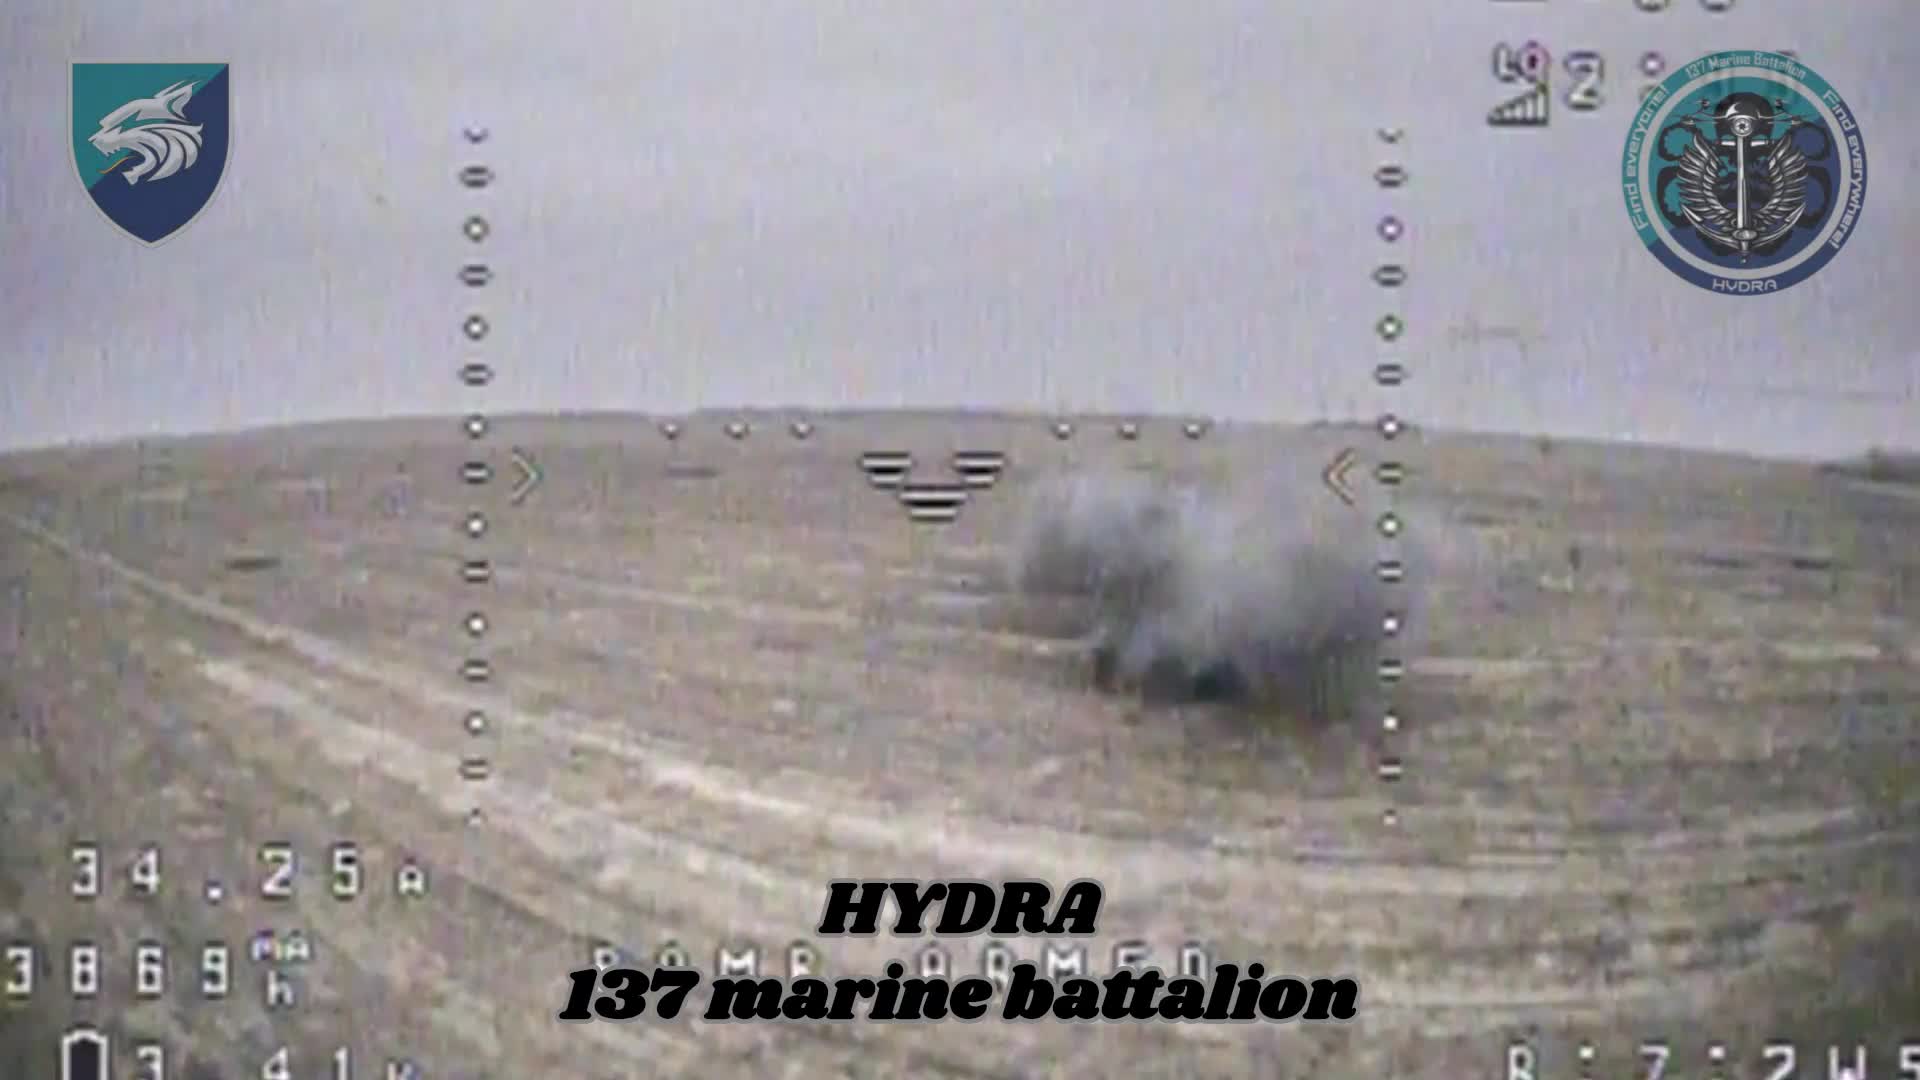 LQ 2
137 Marine Battalion
Find everyone!
Find everywhere!
HYDRA
34.25A
3869 mAh
HYDRA
BOMB ARMED
137 marine battalion
3.41V
R:7:2W5